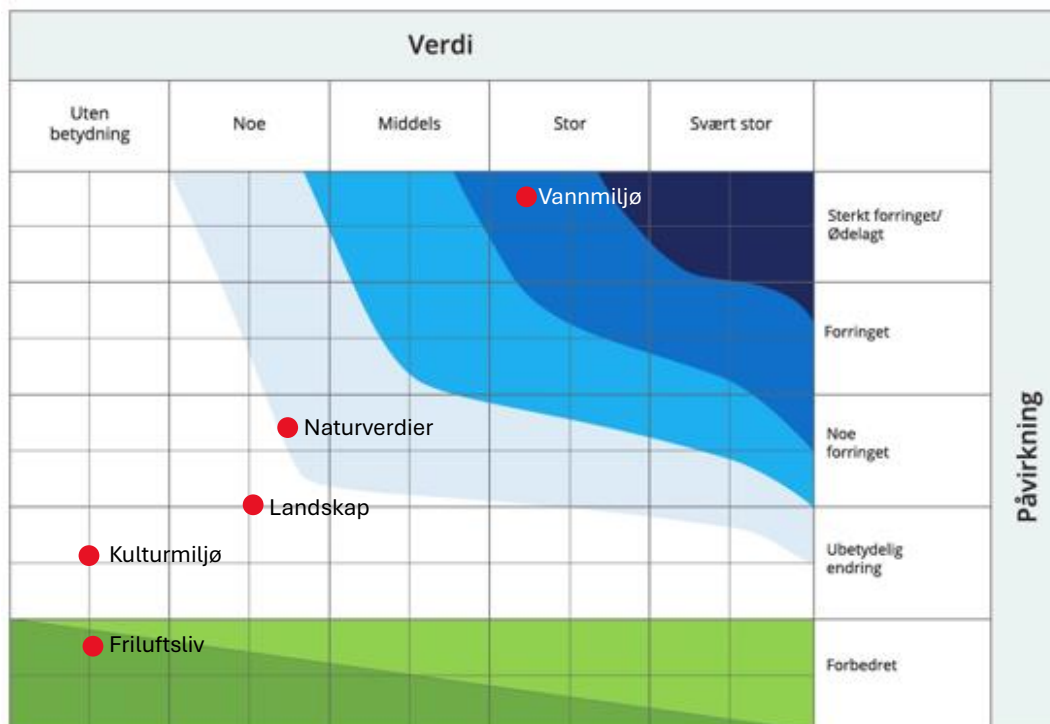 Verdi
Uten
betydning
Noe
Middels
Stor
Svært stor
Vannmiljø
Sterkt forringet/
Ødelagt
Forringet
Naturverdier
Noe
forringet
Landskap
Kulturmiljø
Ubetydelig
endring
Friluftsliv
Forbedret
Påvirkning